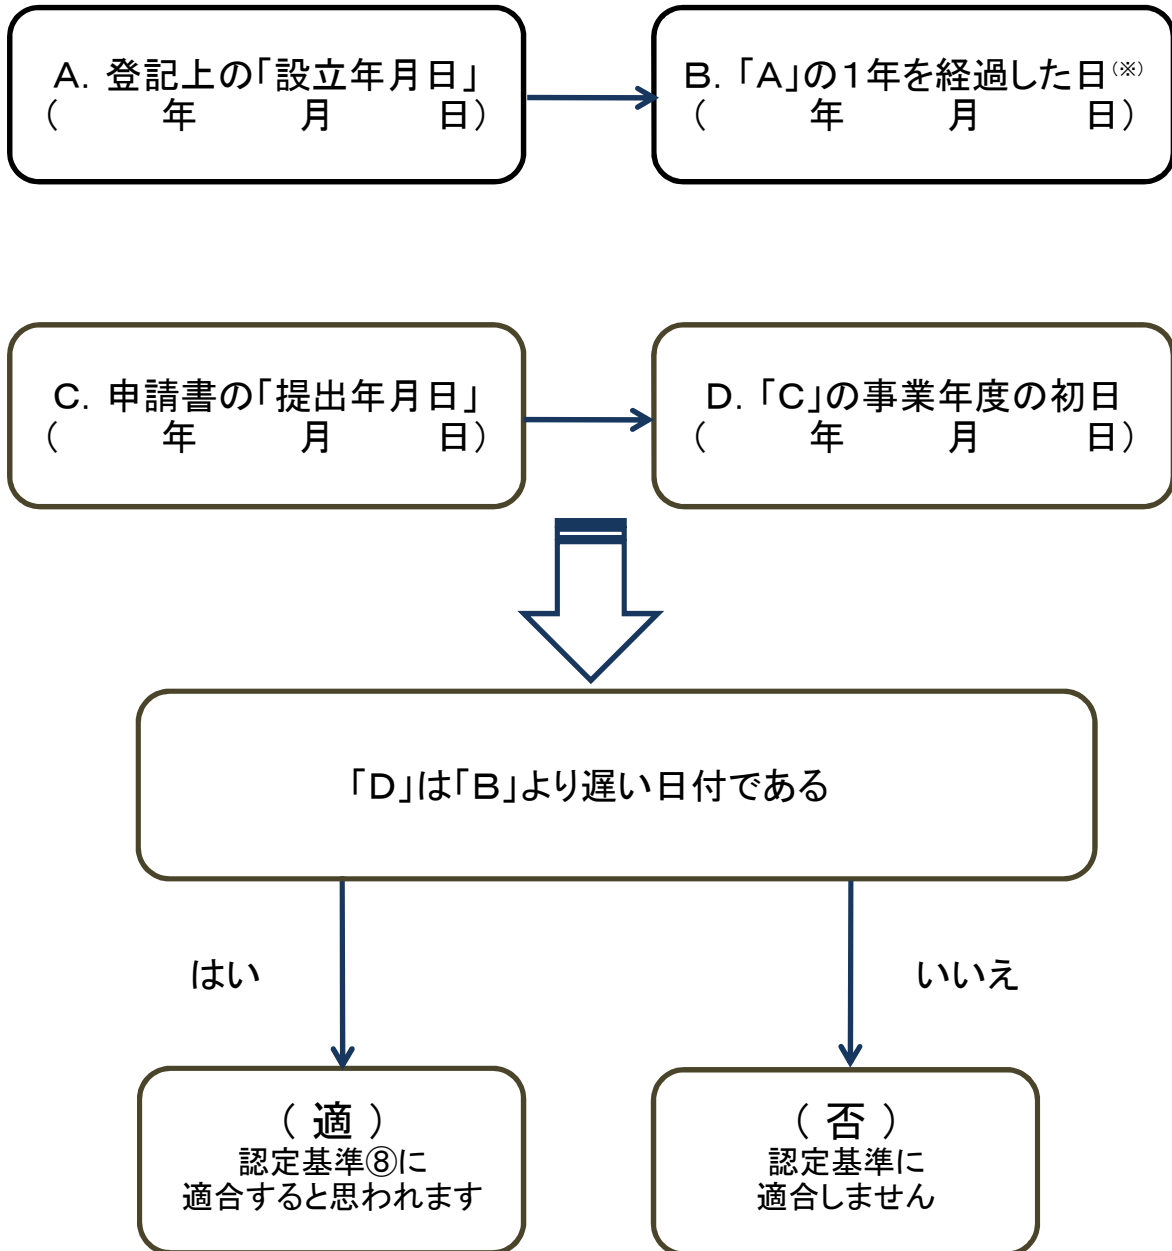 A. 登記上の「設立年月日」
(　　　年　　　月　　　日)
B. 「A」の1年を経過した日(※)
(　　　年　　　月　　　日)
C. 申請書の「提出年月日」
(　　　年　　　月　　　日)
D. 「C」の事業年度の初日
(　　　年　　　月　　　日)
「D」は「B」より遅い日付である
はい
いいえ
( 適 )
認定基準⑧に
適合すると思われます
( 否 )
認定基準に
適合しません